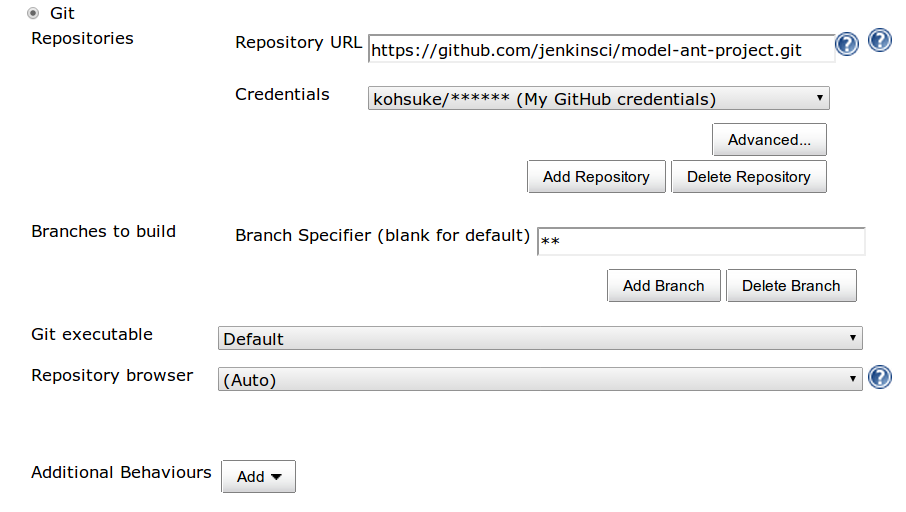 Git
Repositories
Repository URL https://github.com/jenkinsci/model-ant-project.git ? ?
Credentials kohsuke/****** (My GitHub credentials)
Advanced...
Add Repository Delete Repository
Branches to build Branch Specifier (blank for default) **
Add Branch Delete Branch
Git executable Default
Repository browser (Auto) ?
Additional Behaviours Add